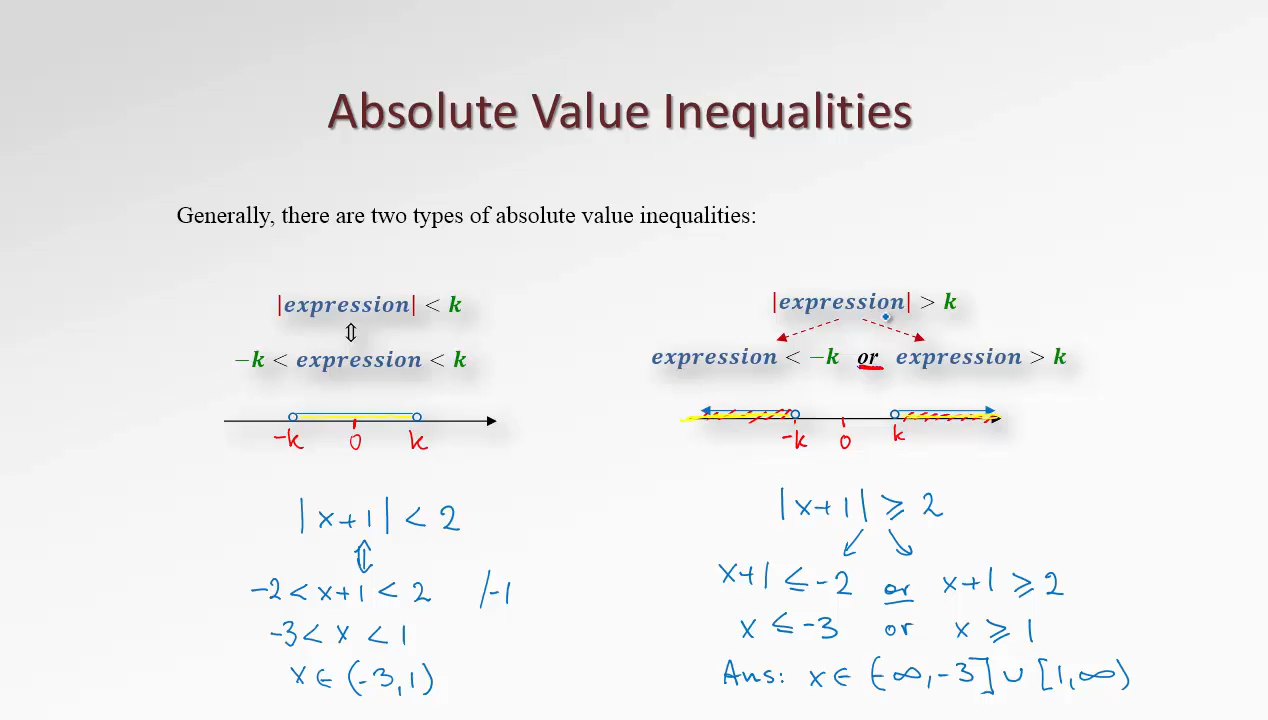 Absolute Value Inequalities
Generally, there are two types of absolute value inequalities:
|expression| < k
⇕
−k < expression < k
-k 0 k
|x+1| < 2
⇕
-2 < x+1 < 2 /-1
-3 < x < 1
x ∈ (-3,1)
|expression| > k
expression < −k or expression > k
-k 0 k
|x+1| ⩾ 2
x+1 ≤ -2 or x+1 ⩾ 2
x ≤ -3 or x ⩾ 1
Ans: x ∈ (-∞,-3] ∪ [1,∞)